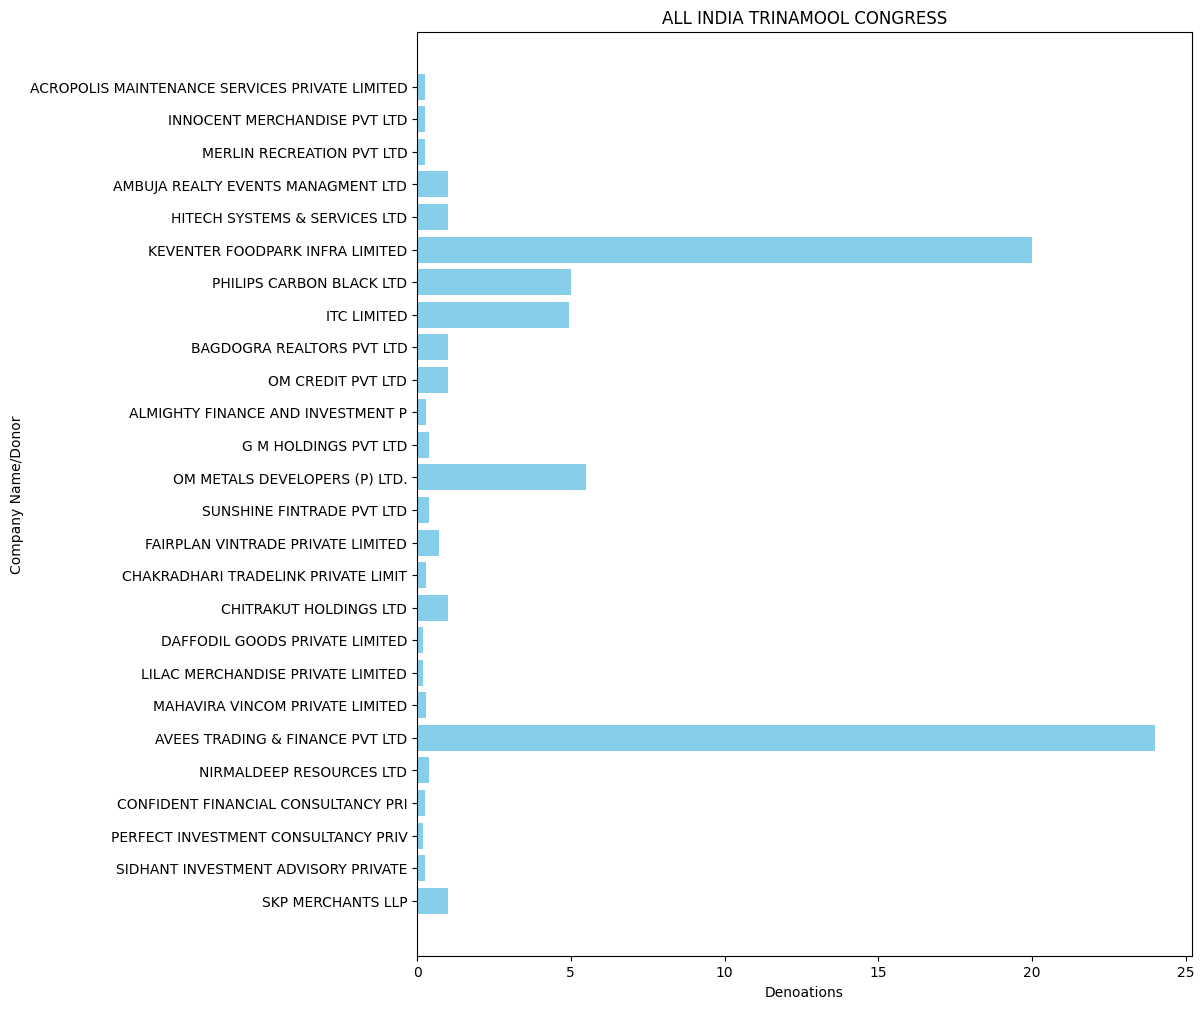 ALL INDIA TRINAMOOL CONGRESS
ACROPOLIS MAINTENANCE SERVICES PRIVATE LIMITED
INNOCENT MERCHANDISE PVT LTD
MERLIN RECREATION PVT LTD
AMBUJA REALTY EVENTS MANAGMENT LTD
HITECH SYSTEMS & SERVICES LTD
KEVENTER FOODPARK INFRA LIMITED
PHILIPS CARBON BLACK LTD
ITC LIMITED
BAGDOGRA REALTORS PVT LTD
OM CREDIT PVT LTD
ALMIGHTY FINANCE AND INVESTMENT P
G M HOLDINGS PVT LTD
OM METALS DEVELOPERS (P) LTD.
SUNSHINE FINTRADE PVT LTD
FAIRPLAN VINTRADE PRIVATE LIMITED
CHAKRADHARI TRADELINK PRIVATE LIMIT
CHITRAKUT HOLDINGS LTD
DAFFODIL GOODS PRIVATE LIMITED
LILAC MERCHANDISE PRIVATE LIMITED
MAHAVIRA VINCOM PRIVATE LIMITED
AVEES TRADING & FINANCE PVT LTD
NIRMALDEEP RESOURCES LTD
CONFIDENT FINANCIAL CONSULTANCY PRI
PERFECT INVESTMENT CONSULTANCY PRIV
SIDHANT INVESTMENT ADVISORY PRIVATE
SKP MERCHANTS LLP
Company Name/Donor
0 5 10 15 20 25
Denoations